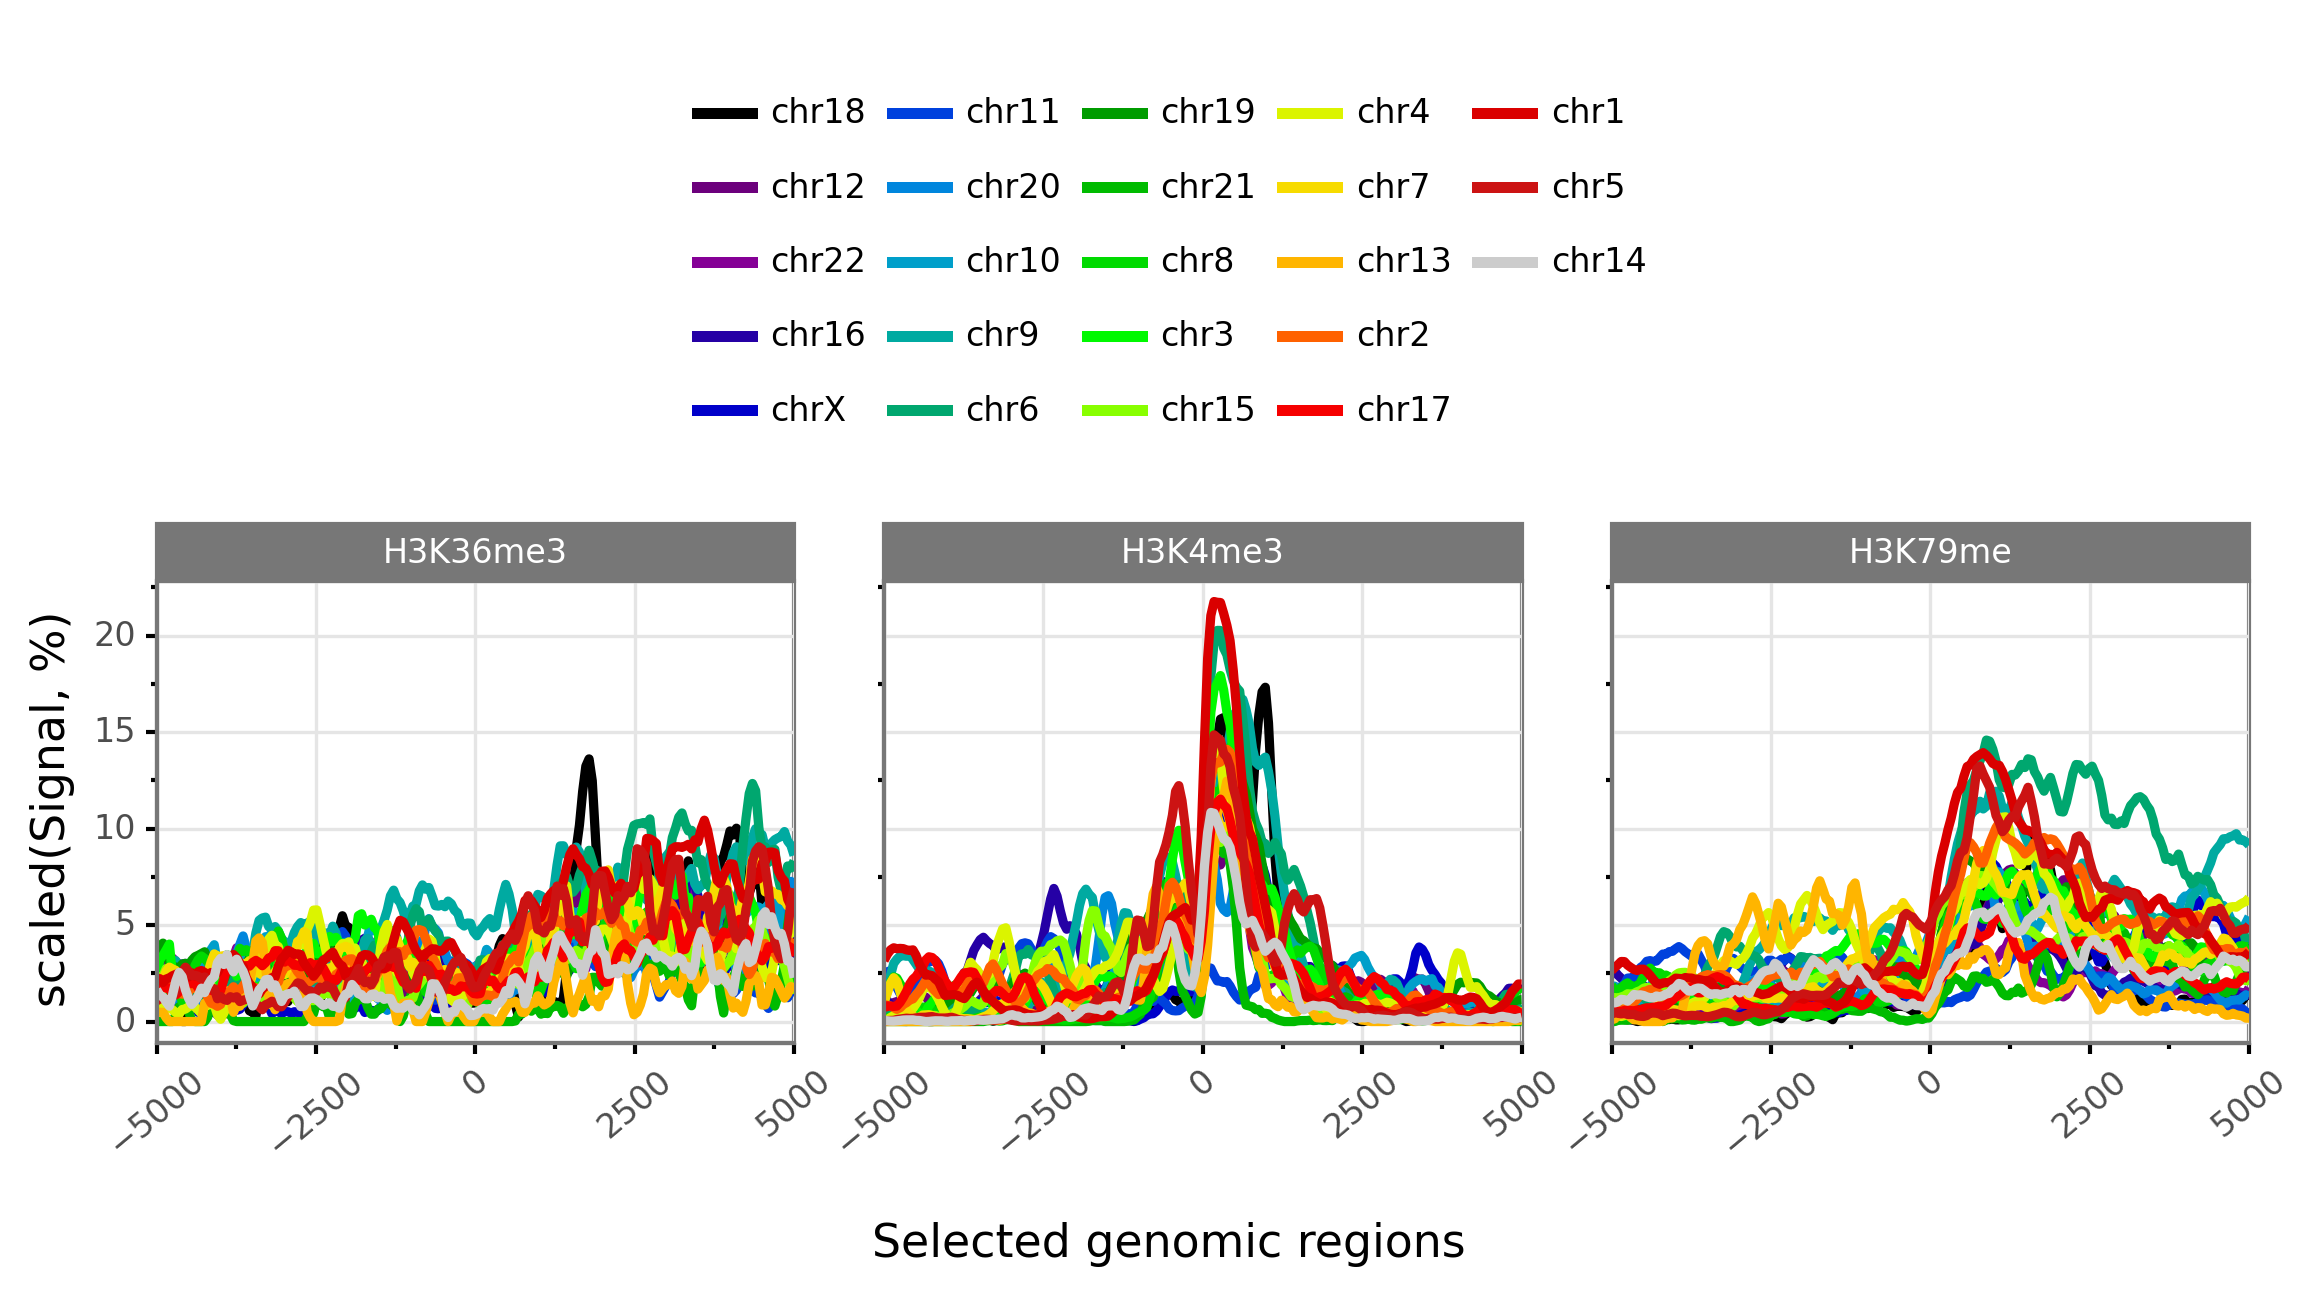 chr18 chr11 chr19 chr4 chr1
chr12 chr20 chr21 chr7 chr5
chr22 chr10 chr8 chr13 chr14
chr16 chr9 chr3 chr2
chrX chr6 chr15 chr17
H3K36me3 H3K4me3 H3K79me
scaled(Signal, %)
20
15
10
5
0
−5000 −2500 0 2500 5000 −5000 −2500 0 2500 5000 −5000 −2500 0 2500 5000
Selected genomic regions